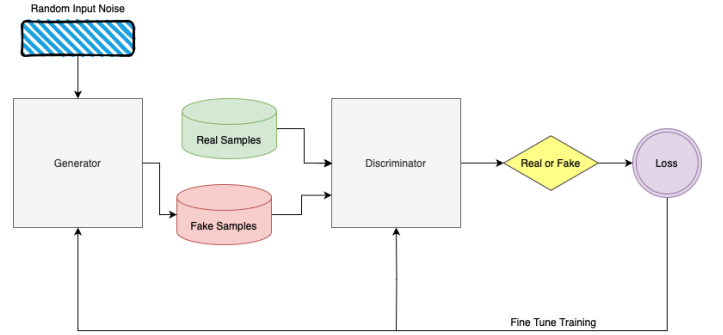 Random Input Noise
Generator
Real Samples
Fake Samples
Discriminator
Real or Fake
Loss
Fine Tune Training